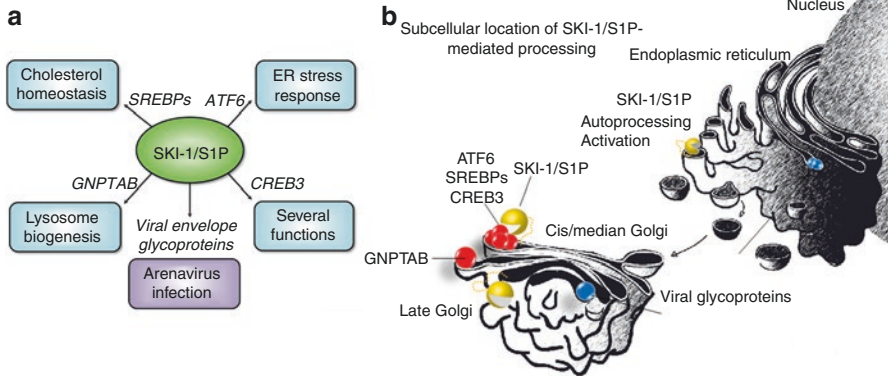 a
Cholesterol
homeostasis
SREBPs
ATF6
ER stress
response
SKI-1/S1P
GNPTAB
CREB3
Lysosome
biogenesis
Viral envelope
glycoproteins
Several
functions
Arenavirus
infection
b
Subcellular location of SKI-1/S1P-
mediated processing
Nucleus
Endoplasmic reticulum
SKI-1/S1P
Autoprocessing
Activation
ATF6
SREBPs
CREB3
SKI-1/S1P
Cis/median Golgi
GNPTAB
Late Golgi
Viral glycoproteins